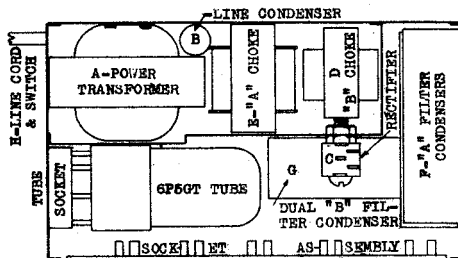 -LINE CONDENSER
B
H-LINE CORD
& SWITCH
A-POWER
TRANSFORMER
E-"A" CHOKE
D
"B" CHOKE
RECTIFIER
F-"A" FILTER
CONDENSERS
TUBE
SOCKET
6P5GT TUBE
G
C
DUAL "B" FIL-
TER CONDENSER
SOCK ET AS- SEMBLY